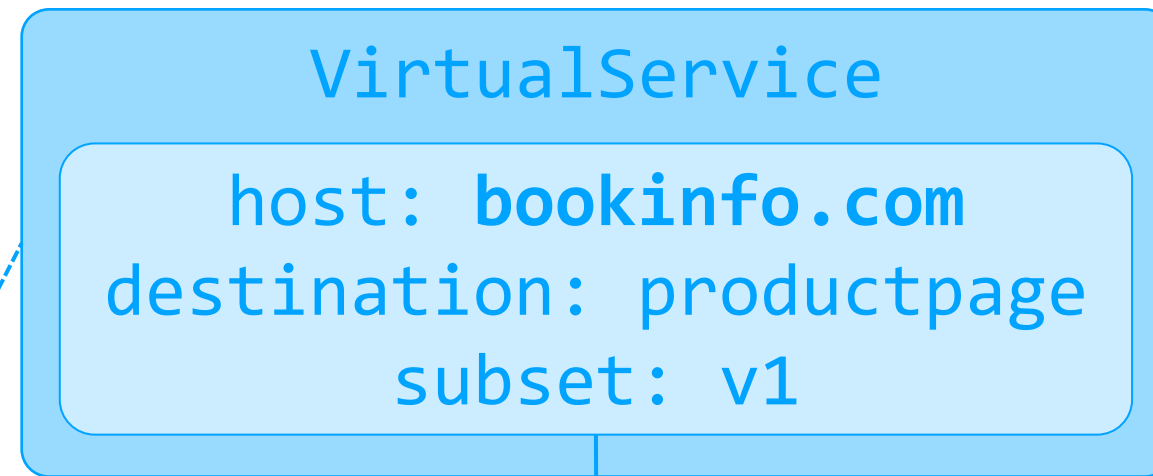 VirtualService
host: bookinfo.com
destination: productpage
subset: v1